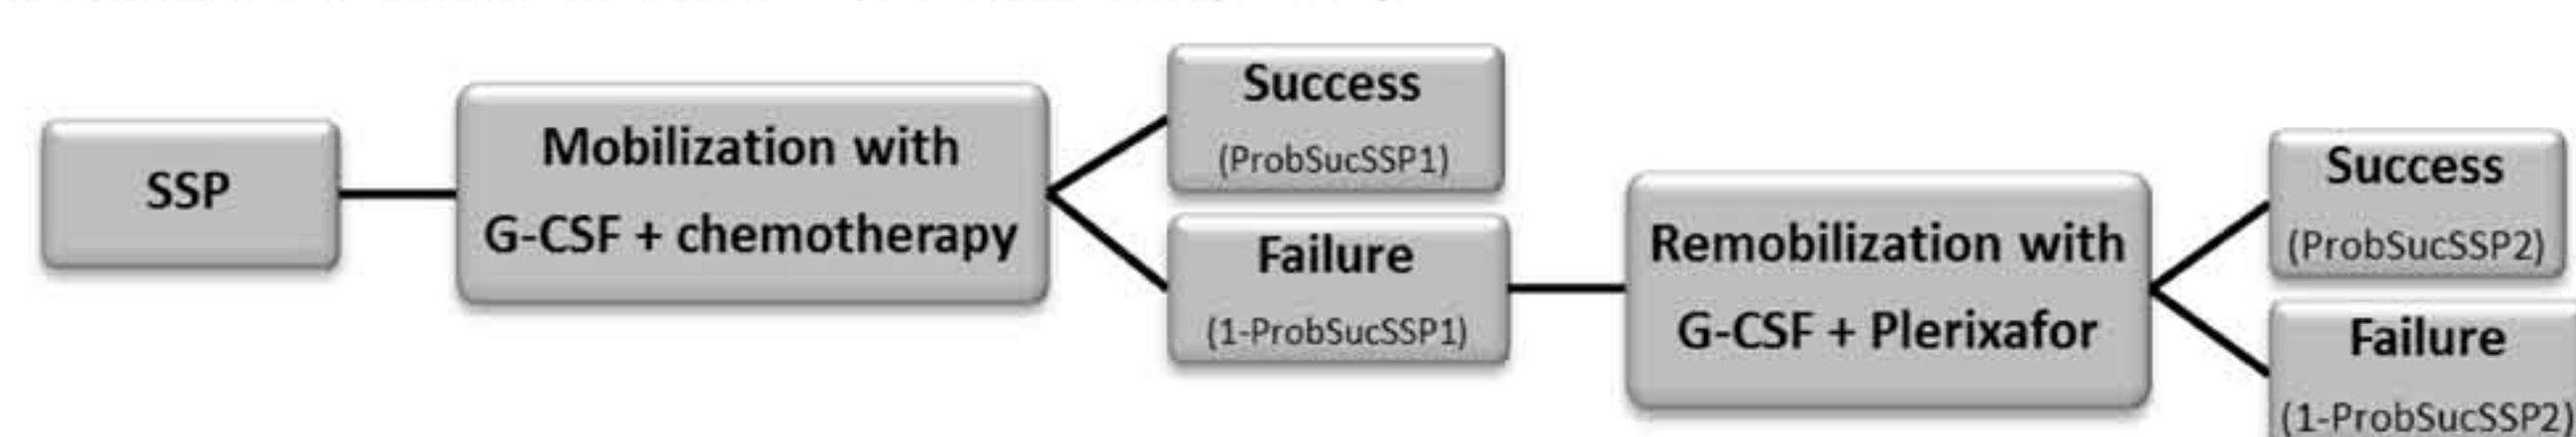 SSP
Mobilization with
G-CSF + chemotherapy
Success
(ProbSucSSP1)
Failure
(1-ProbSucSSP1)
Remobilization with
G-CSF + Plerixafor
Success
(ProbSucSSP2)
Failure
(1-ProbSucSSP2)